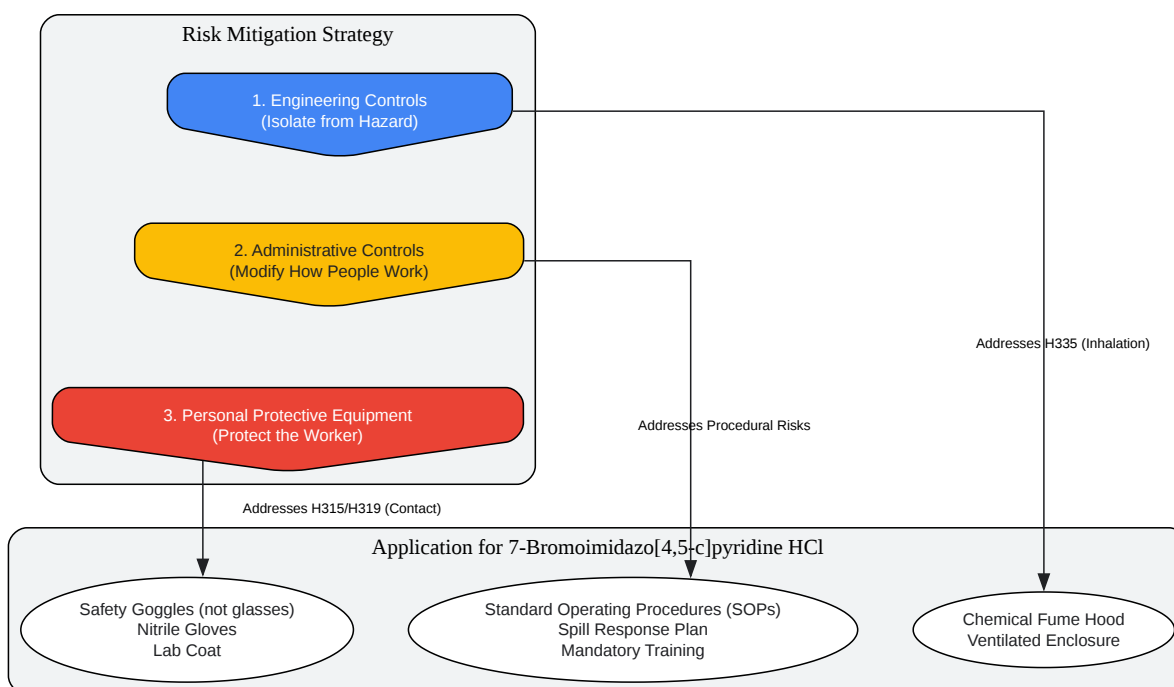 Risk Mitigation Strategy
1. Engineering Controls
(Isolate from Hazard)
2. Administrative Controls
(Modify How People Work)
Addresses H335 (Inhalation)
3. Personal Protective Equipment
(Protect the Worker)
Addresses Procedural Risks
Addresses H315/H319 (Contact)
Application for 7-Bromoimidazo[4,5-c]pyridine HCl
Safety Goggles (not glasses)
Nitrile Gloves
Lab Coat
Standard Operating Procedures (SOPs)
Spill Response Plan
Mandatory Training
Chemical Fume Hood
Ventilated Enclosure